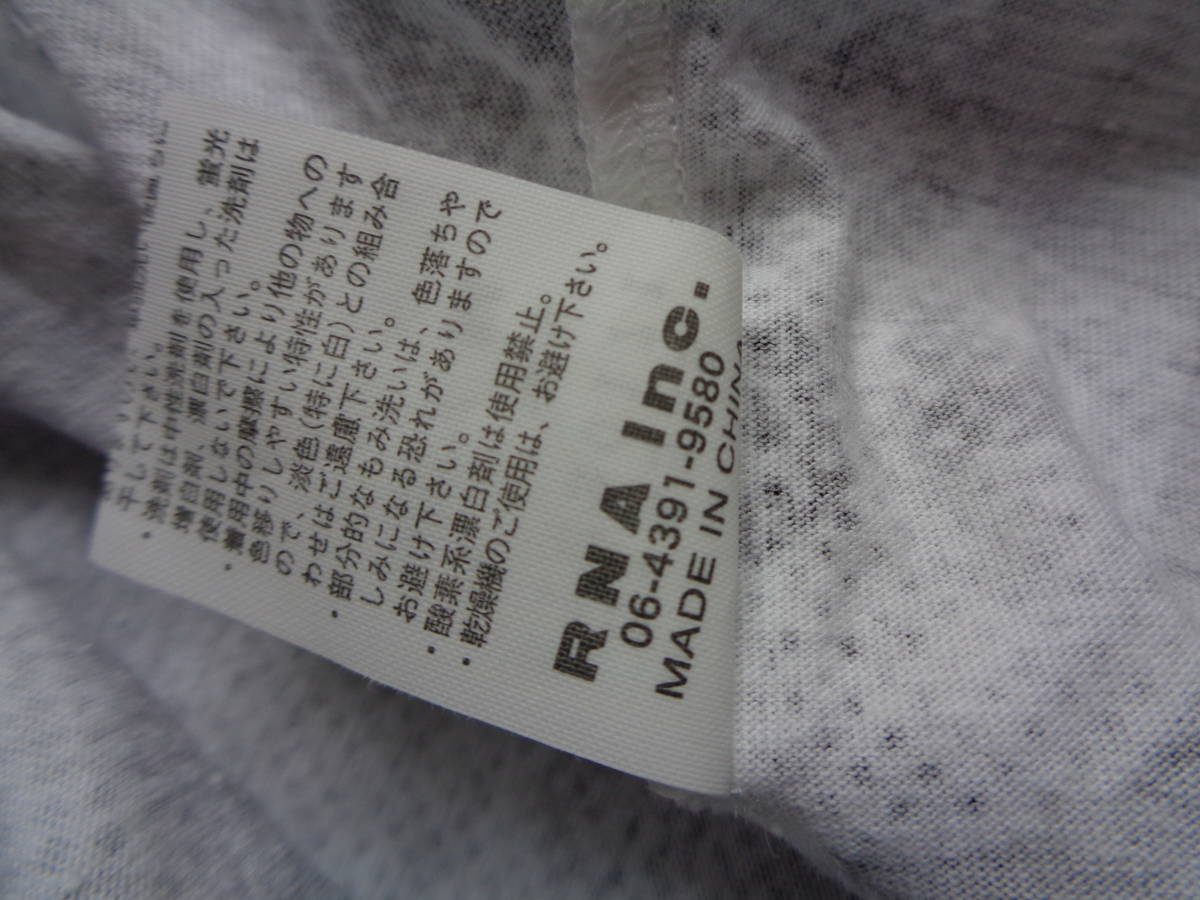 干して下さい。
・洗剤は中性洗剤を使用し、蛍光
増白剤、漂白剤の入った洗剤は
使用しないで下さい。
・着用中の摩擦により他の物への
色移りしやすい特性があります
ので、淡色(特に白)との組み合
わせはご遠慮下さい。
・部分的なもみ洗いは、色落ちや
しみになる恐れがありますので
お避け下さい。
・酸素系漂白剤は使用禁止。
・乾燥機のご使用は、お避け下さい。
RNA Inc.
06-4391-9580
MADE IN CHINA